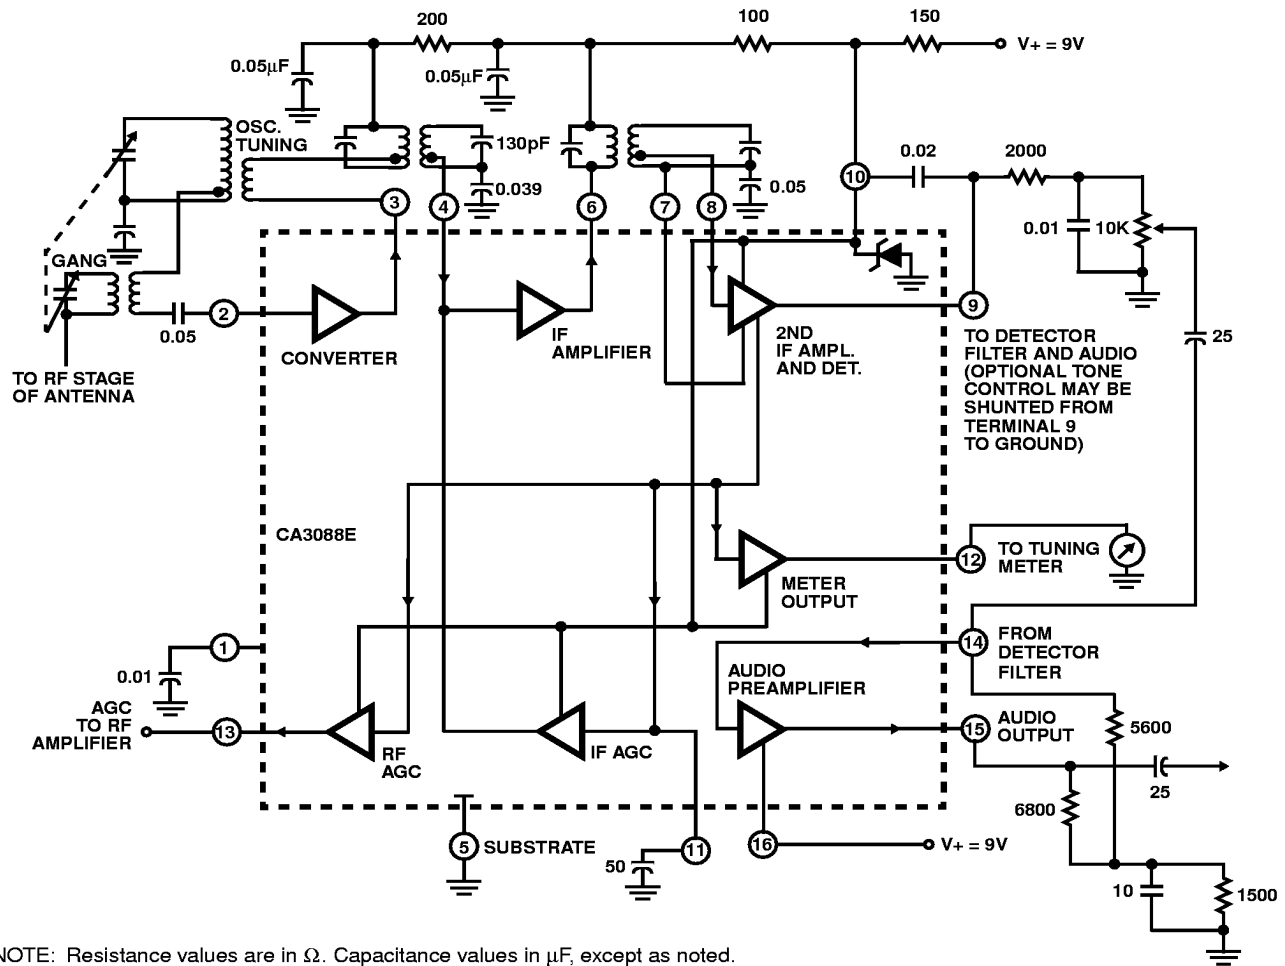 200
100
150
V+ = 9V
0.05μF
0.05μF
OSC.
TUNING
130pF
0.039
0.05
0.02
2000
0.01
10K
3
4
6
7
8
10
GANG
2
0.05
CONVERTER
IF
AMPLIFIER
2ND
IF AMPL.
AND DET.
9
25
TO RF STAGE
OF ANTENNA
TO DETECTOR
FILTER AND AUDIO
(OPTIONAL TONE
CONTROL MAY BE
SHUNTED FROM
TERMINAL 9
TO GROUND)
CA3088E
METER
OUTPUT
12
TO TUNING
METER
1
0.01
14
FROM
DETECTOR
FILTER
AUDIO
PREAMPLIFIER
AGC
TO RF
AMPLIFIER
13
RF
AGC
IF AGC
15
AUDIO
OUTPUT
5600
25
6800
5
SUBSTRATE
50
11
16
V+ = 9V
10
1500
NOTE: Resistance values are in Ω. Capacitance values in μF, except as noted.